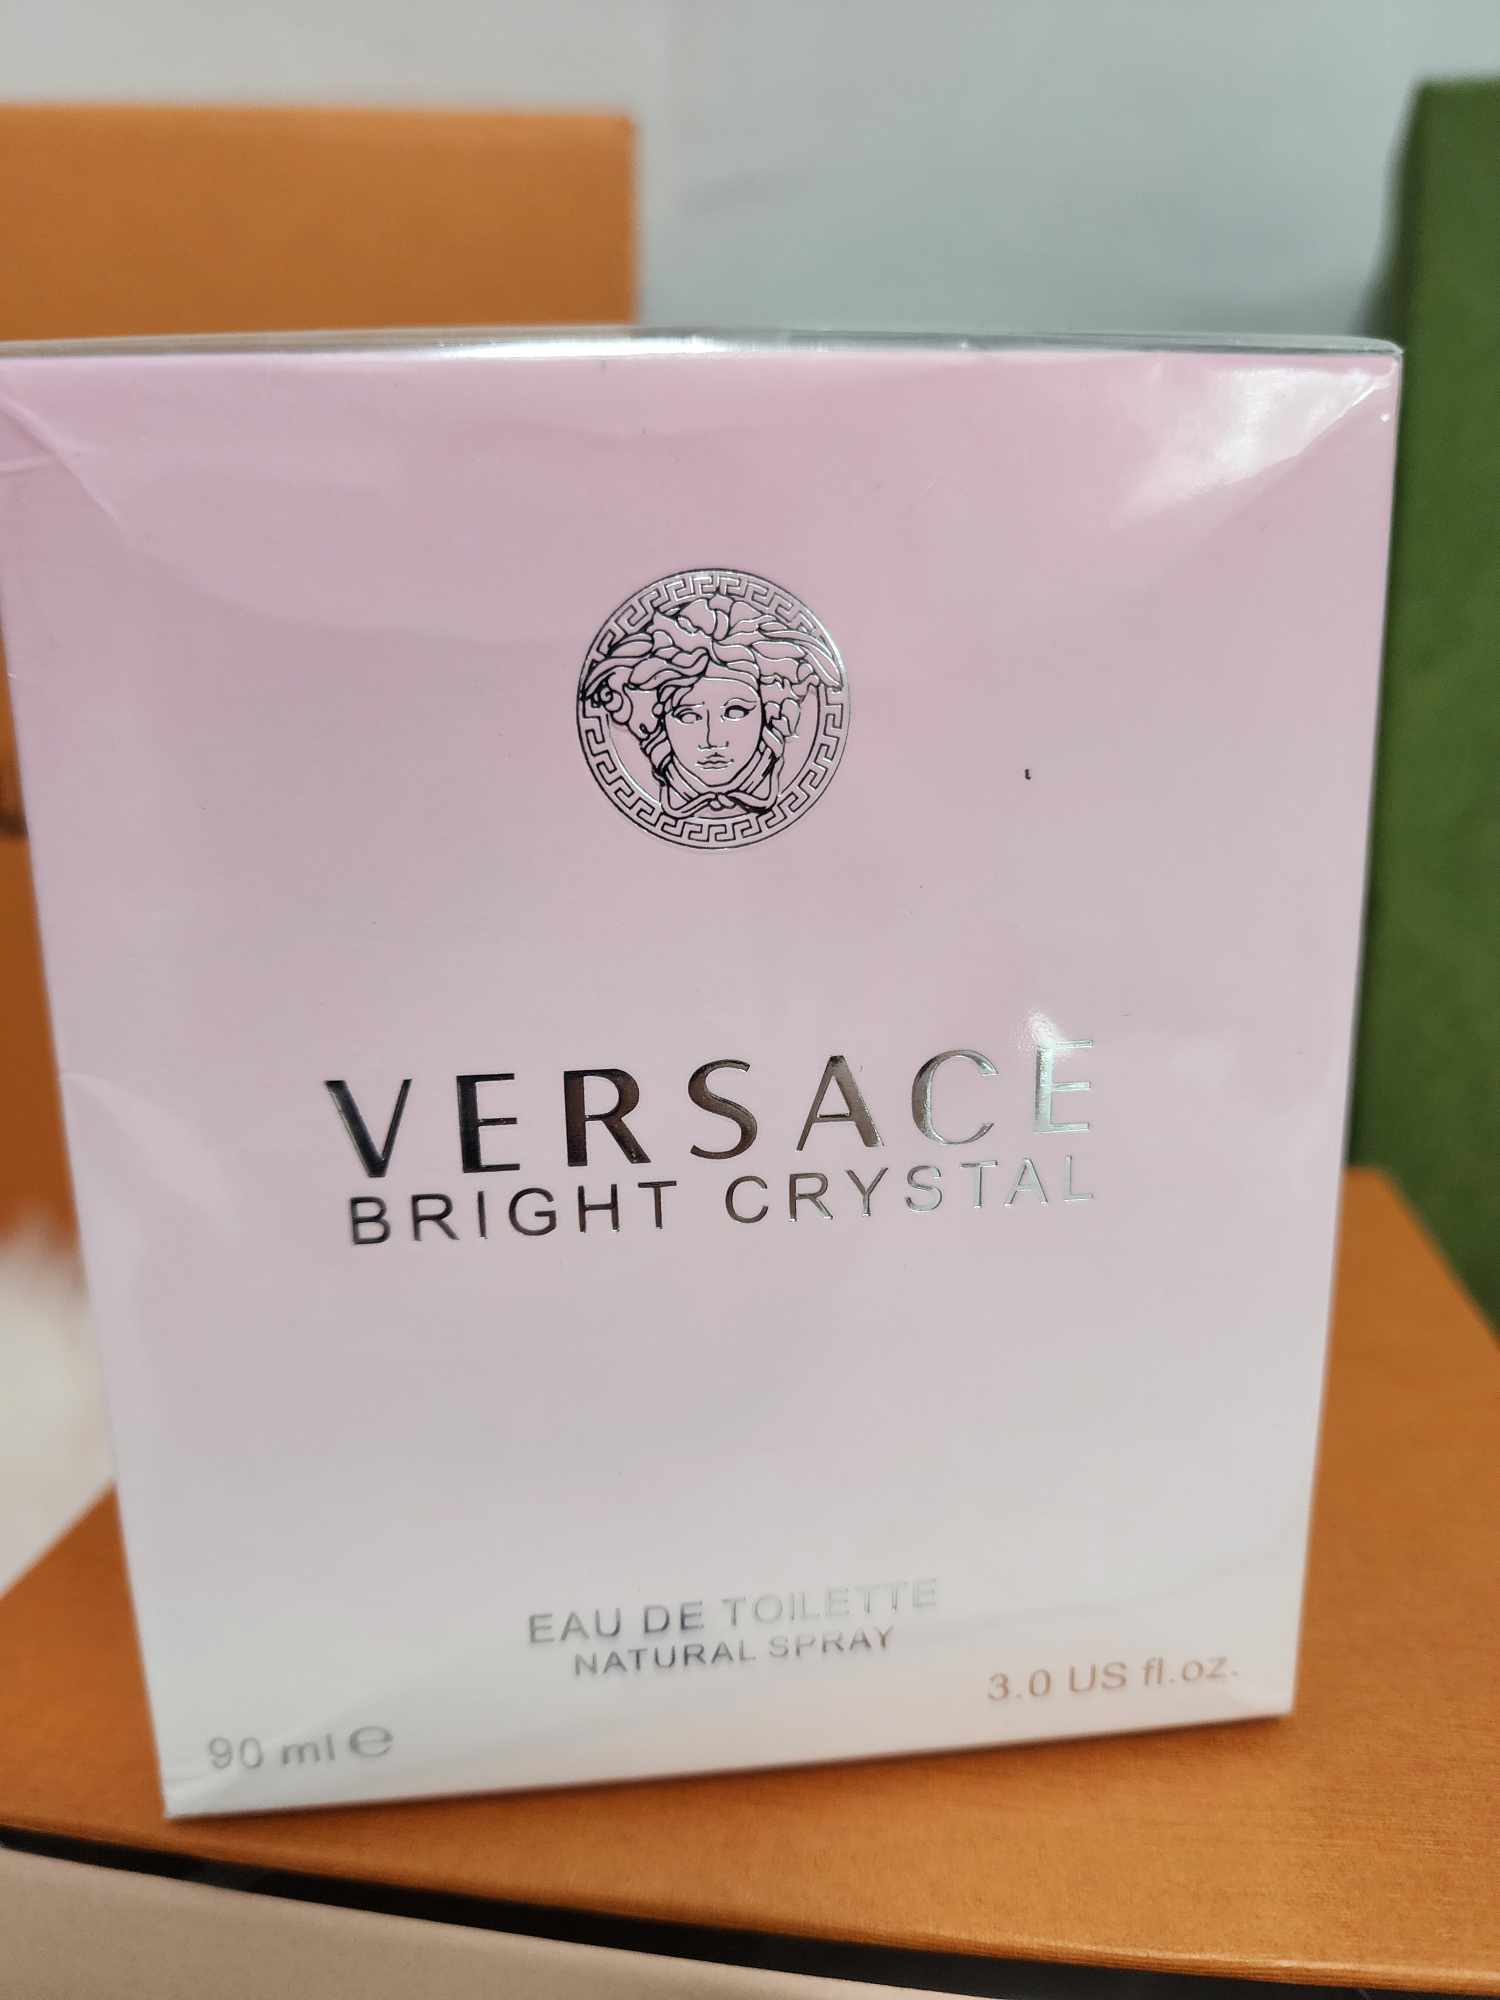 VERSACE
BRIGHT CRYSTAL
EAU DE TOILETTE
NATURAL SPRAY
90 ml ℮
3.0 US fl.oz.